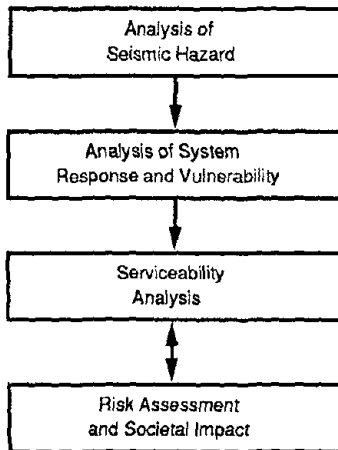 Analysis of
Seismic Hazard
Analysis of System
Response and Vulnerability
Serviceability
Analysis
Risk Assessment
and Societal Impact